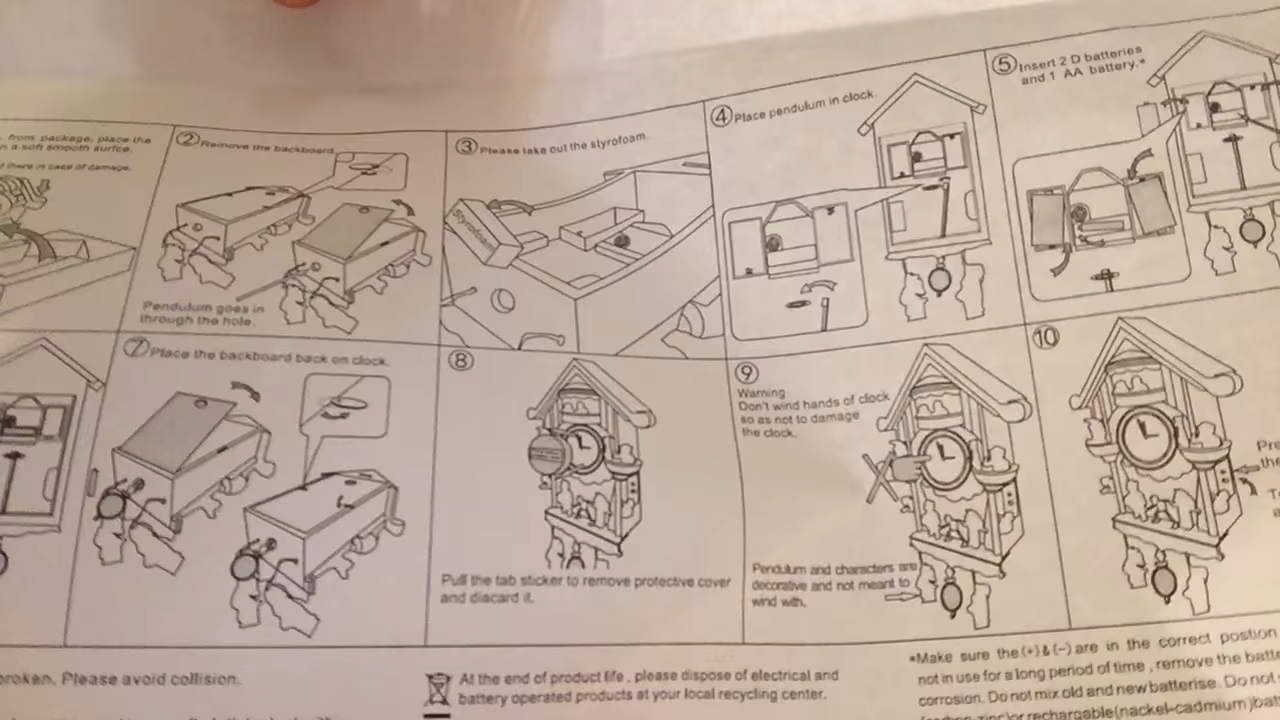 from package, place the
n a soft smooth surfce.
f there in case of damage.
② Remove the backboard
Pendulum goes in
through the hole.
③ Please take out the styrofoam.
Styrofoam
④ Place pendulum in clock.
⑤ Insert 2 D batteries
and 1 AA battery.*
⑦ Place the backboard back on clock.
⑧
Pull the tab sticker to remove protective cover
and discard it.
⑨
Warning
Don't wind hands of clock
so as not to damage
the clock.
Pendulum and characters are
decorative and not meant to
wind with.
⑩
Pre
the
T
broken. Please avoid collision.
At the end of product life , please dispose of electrical and
battery operated products at your local recycling center.
*Make sure the (+) & (-) are in the correct postion
not in use for a long period of time , remove the batte
corrosion. Do not mix old and new batterise. Do not
(carbon-zinc)or rechargable(nackel-cadmium)bat